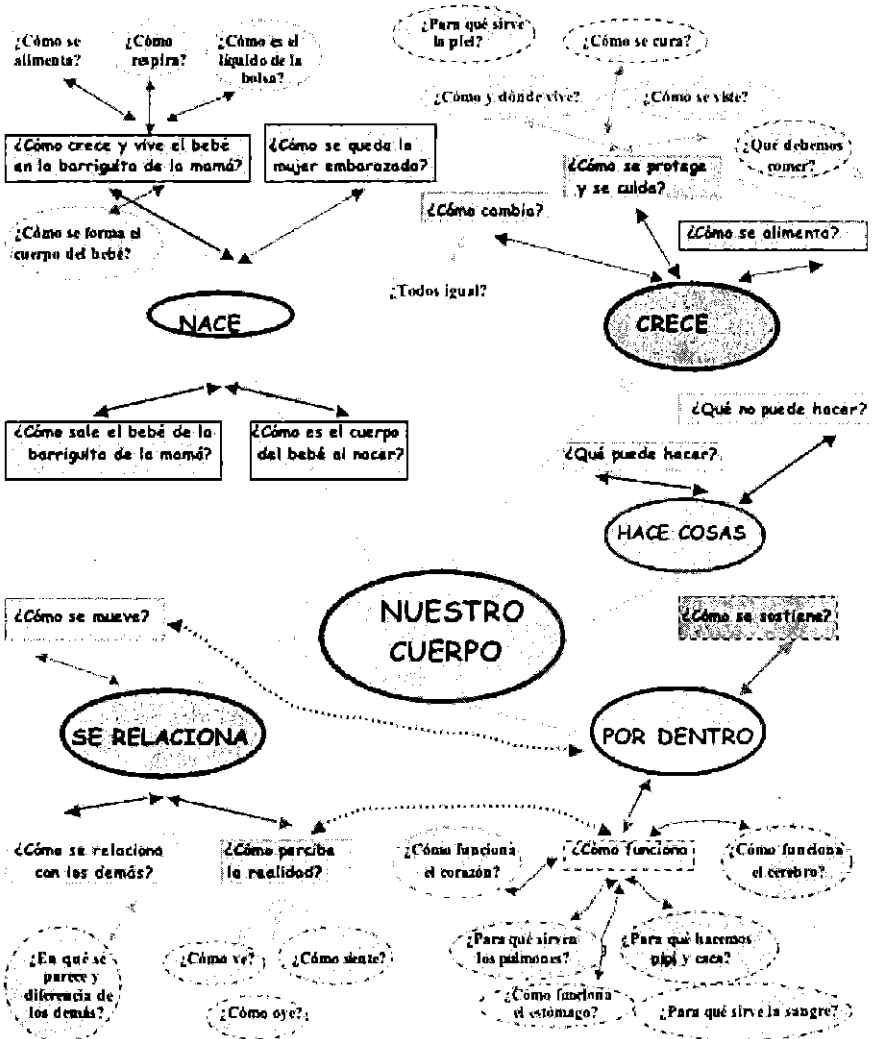 ¿Cómo se
alimenta?
¿Cómo
respira?
¿Cómo es el
líquido de la
bolsa?
¿Cómo crece y vive el bebé
en la barriguita de la mamá?
¿Cómo se queda la
mujer embarazada?
¿Cómo se forma el
cuerpo del bebé?
NACE
¿Cómo sale el bebé de la
barriguita de la mamá?
¿Cómo es el cuerpo
del bebé al nacer?
¿Para qué sirve
la piel?
¿Cómo se cura?
¿Cómo y dónde vive?
¿Cómo se viste?
¿Qué debemos
comer?
¿Cómo se protege
y se cuida?
¿Cómo cambia?
¿Cómo se alimenta?
¿Todos igual?
CRECE
¿Qué no puede hacer?
¿Qué puede hacer?
HACE COSAS
NUESTRO
CUERPO
¿Cómo se mueve?
¿Cómo se sostiene?
SE RELACIONA
POR DENTRO
¿Cómo se relaciona
con los demás?
¿Cómo percibe
la realidad?
¿Cómo funciona
el corazón?
¿Cómo funciona
¿Cómo funciona
el cerebro?
¿En qué se
parece y
diferencia de
los demás?
¿Cómo ve?
¿Cómo siente?
¿Cómo oye?
¿Para qué sirven
los pulmones?
¿Para qué hacemos
pipí y caca?
¿Cómo funciona
el estómago?
¿Para qué sirve la sangre?